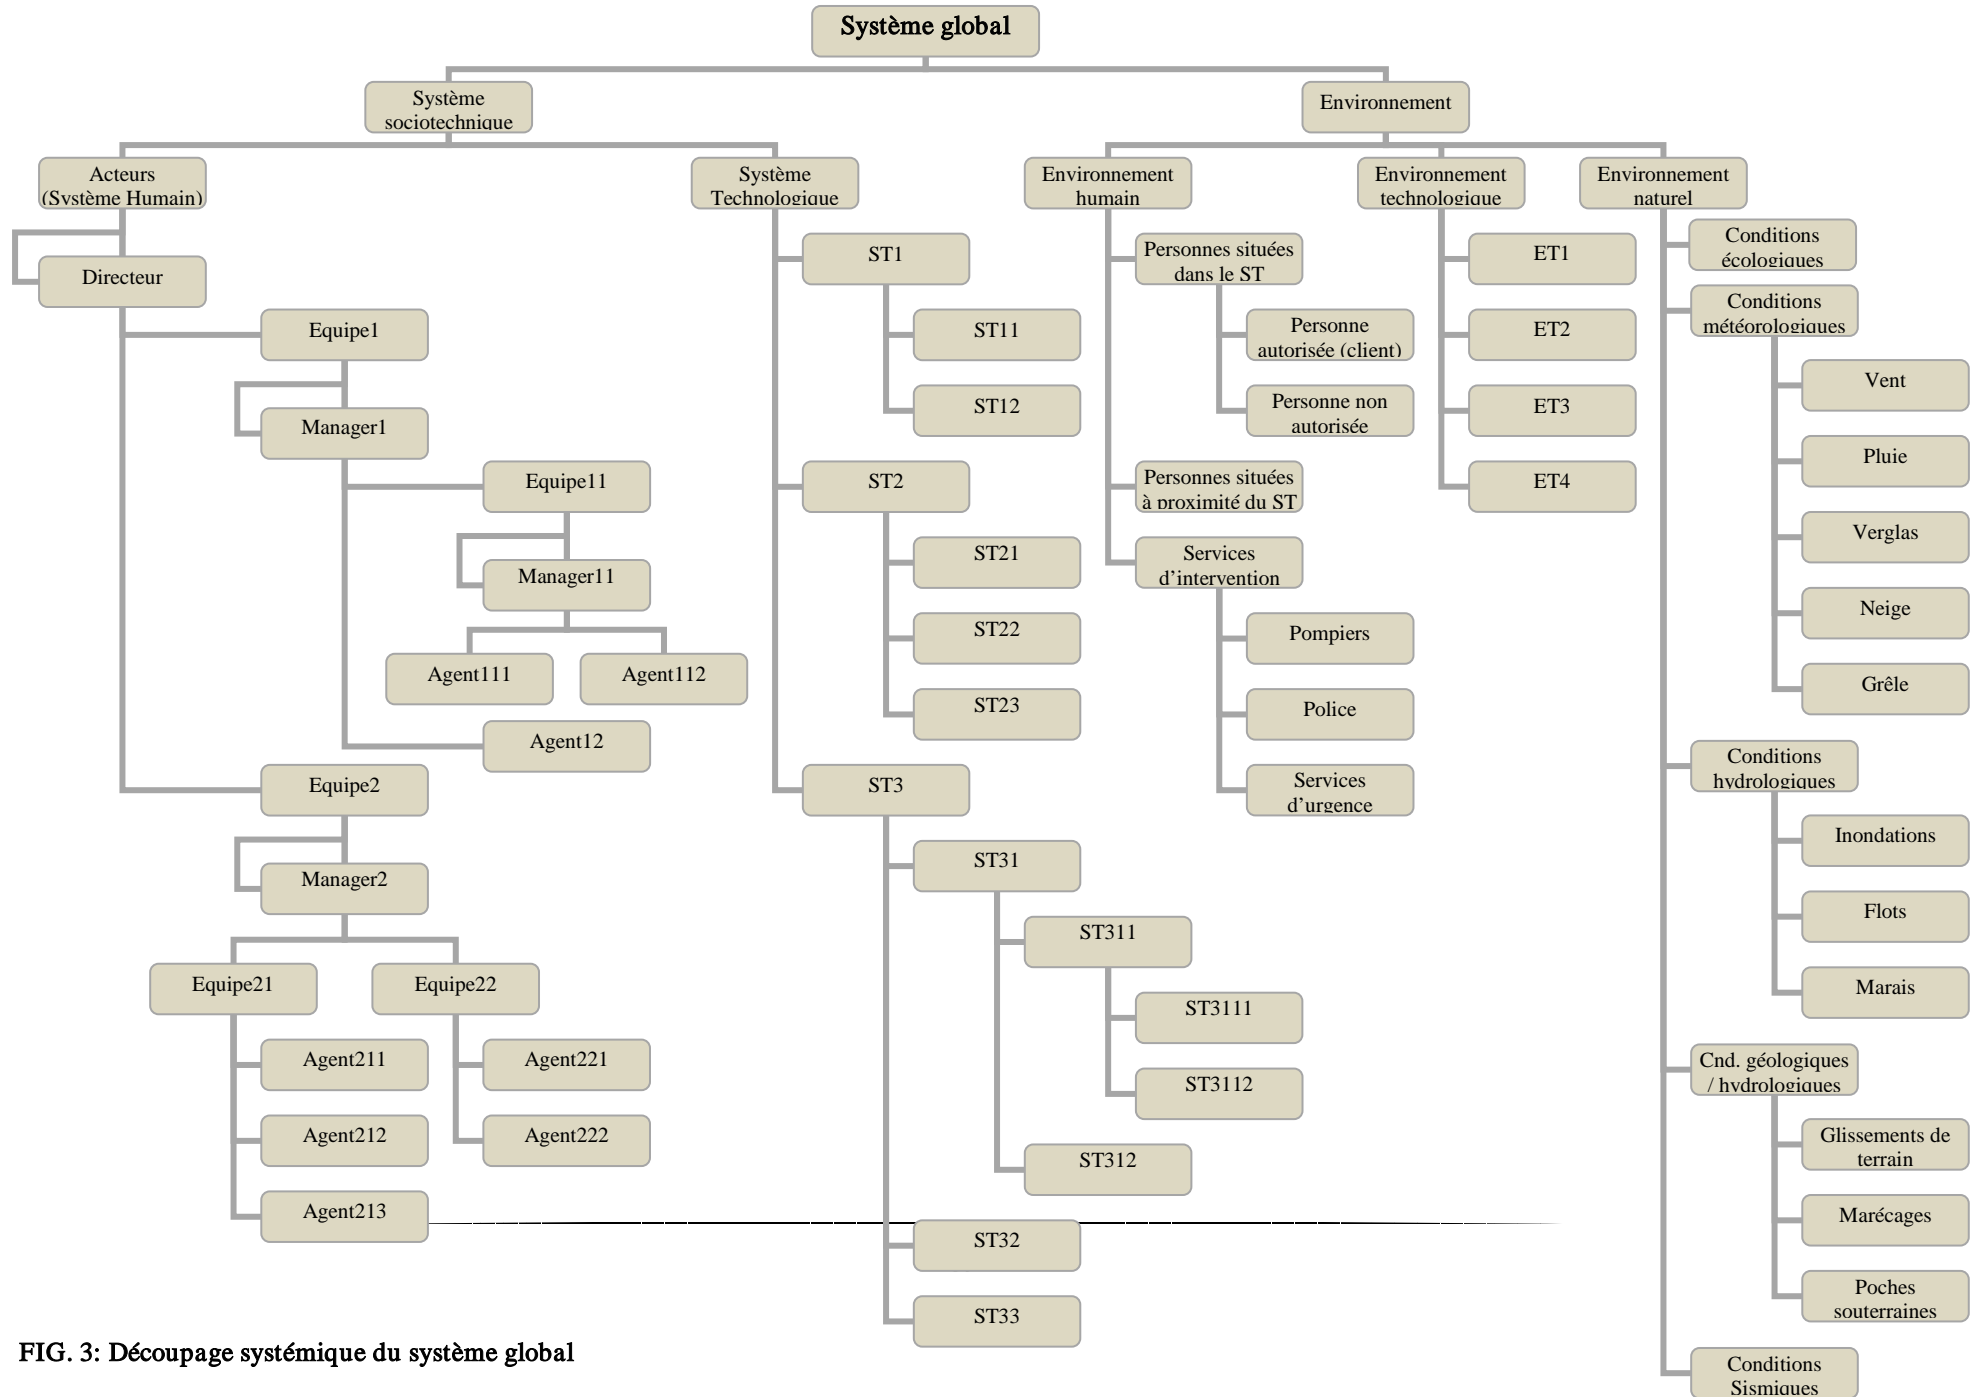 Système global
Système
sociotechnique
Environnement
Acteurs
(Système Humain)
Système
Technologique
Environnement
humain
Environnement
technologique
Environnement
naturel
Directeur
Equipe1
Manager1
Equipe11
Manager11
Agent111
Agent112
Agent12
Equipe2
Manager2
Equipe21
Equipe22
Agent211
Agent212
Agent213
Agent221
Agent222
ST1
ST11
ST12
ST2
ST21
ST22
ST23
ST3
ST31
ST311
ST3111
ST3112
ST312
ST32
ST33
Personnes situées
dans le ST
Personne
autorisée (client)
Personne non
autorisée
Personnes situées
à proximité du ST
Services
d’intervention
Pompiers
Police
Services
d’urgence
ET1
ET2
ET3
ET4
Conditions
écologiques
Conditions
météorologiques
Vent
Pluie
Verglas
Neige
Grêle
Conditions
hydrologiques
Inondations
Flots
Marais
Cnd. géologiques
/ hydrologiques
Glissements de
terrain
Marécages
Poches
souterraines
Conditions
Sismiques
FIG. 3: Découpage systémique du système global